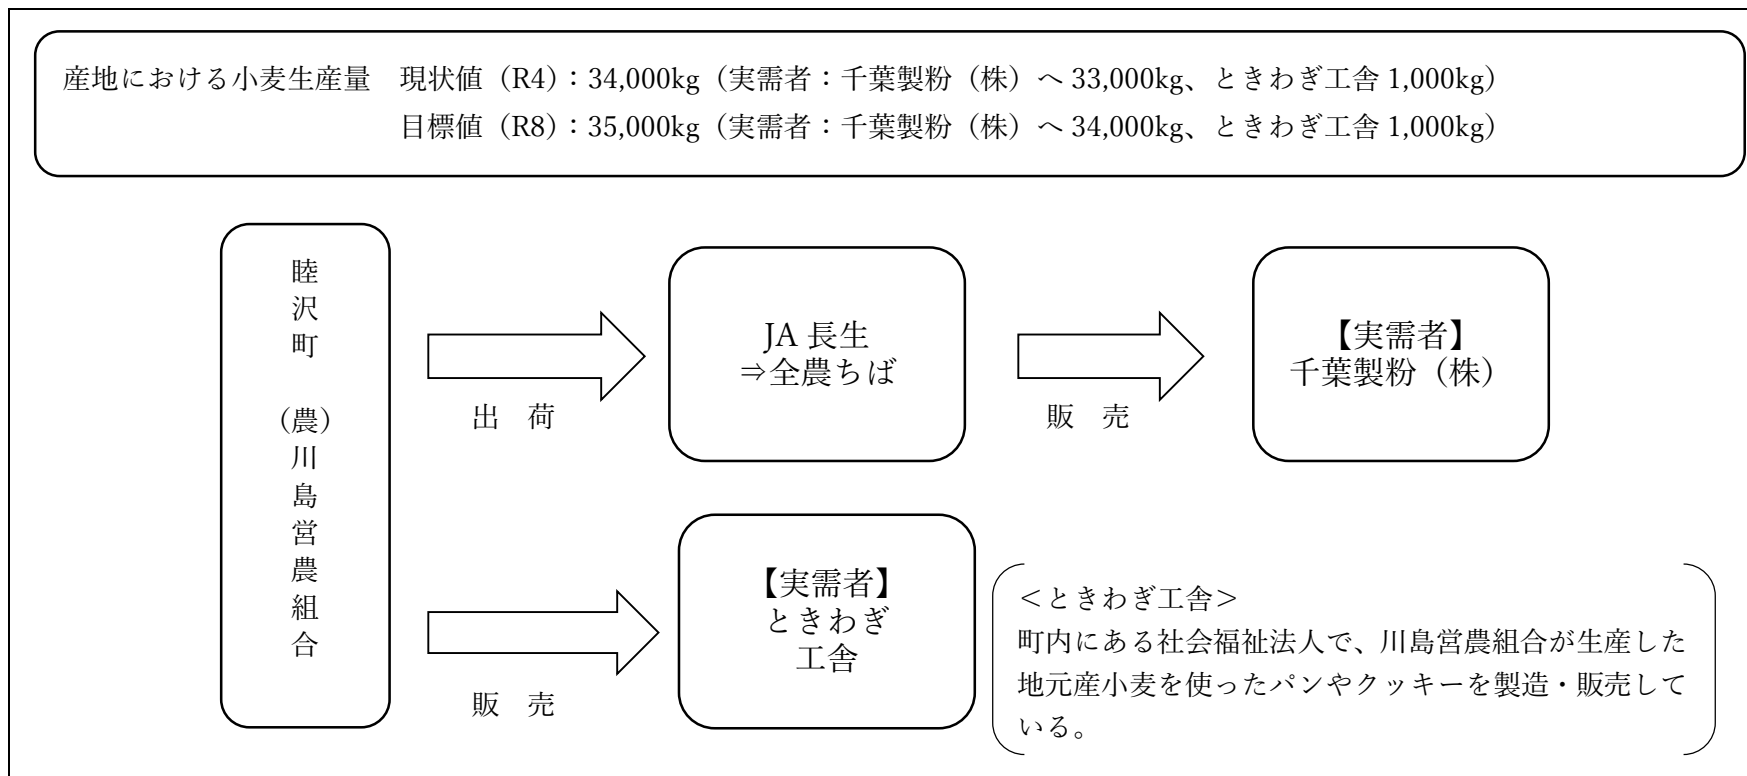 産地における小麦生産量　現状値（R4）：34,000kg（実需者：千葉製粉（株）へ 33,000kg、ときわぎ工舎 1,000kg）
目標値（R8）：35,000kg（実需者：千葉製粉（株）へ 34,000kg、ときわぎ工舎 1,000kg）
睦沢町　（農）川島営農組合
出　荷
JA 長生
⇒全農ちば
販　売
【実需者】
千葉製粉（株）
販　売
【実需者】
ときわぎ
工舎
＜ときわぎ工舎＞
町内にある社会福祉法人で、川島営農組合が生産した
地元産小麦を使ったパンやクッキーを製造・販売して
いる。